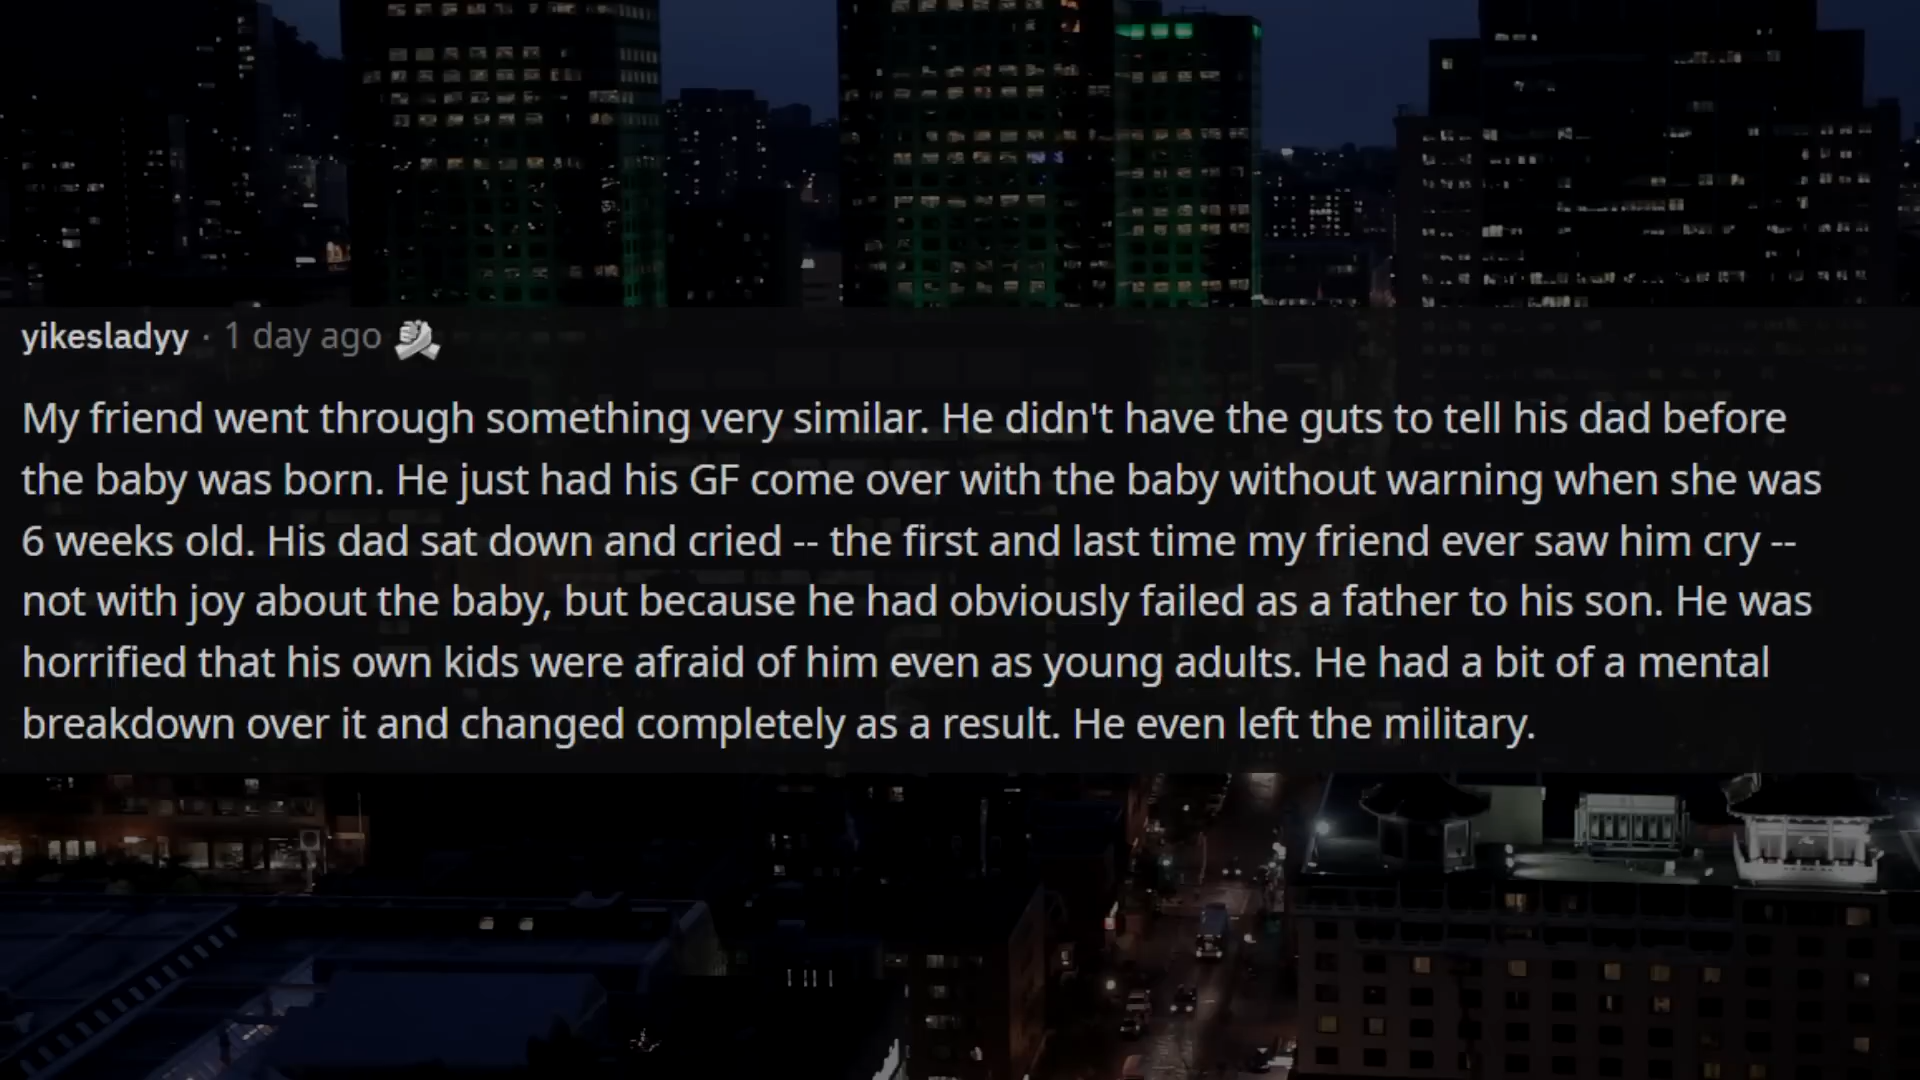 yikesladyy · 1 day ago
My friend went through something very similar. He didn't have the guts to tell his dad before
the baby was born. He just had his GF come over with the baby without warning when she was
6 weeks old. His dad sat down and cried -- the first and last time my friend ever saw him cry --
not with joy about the baby, but because he had obviously failed as a father to his son. He was
horrified that his own kids were afraid of him even as young adults. He had a bit of a mental
breakdown over it and changed completely as a result. He even left the military.